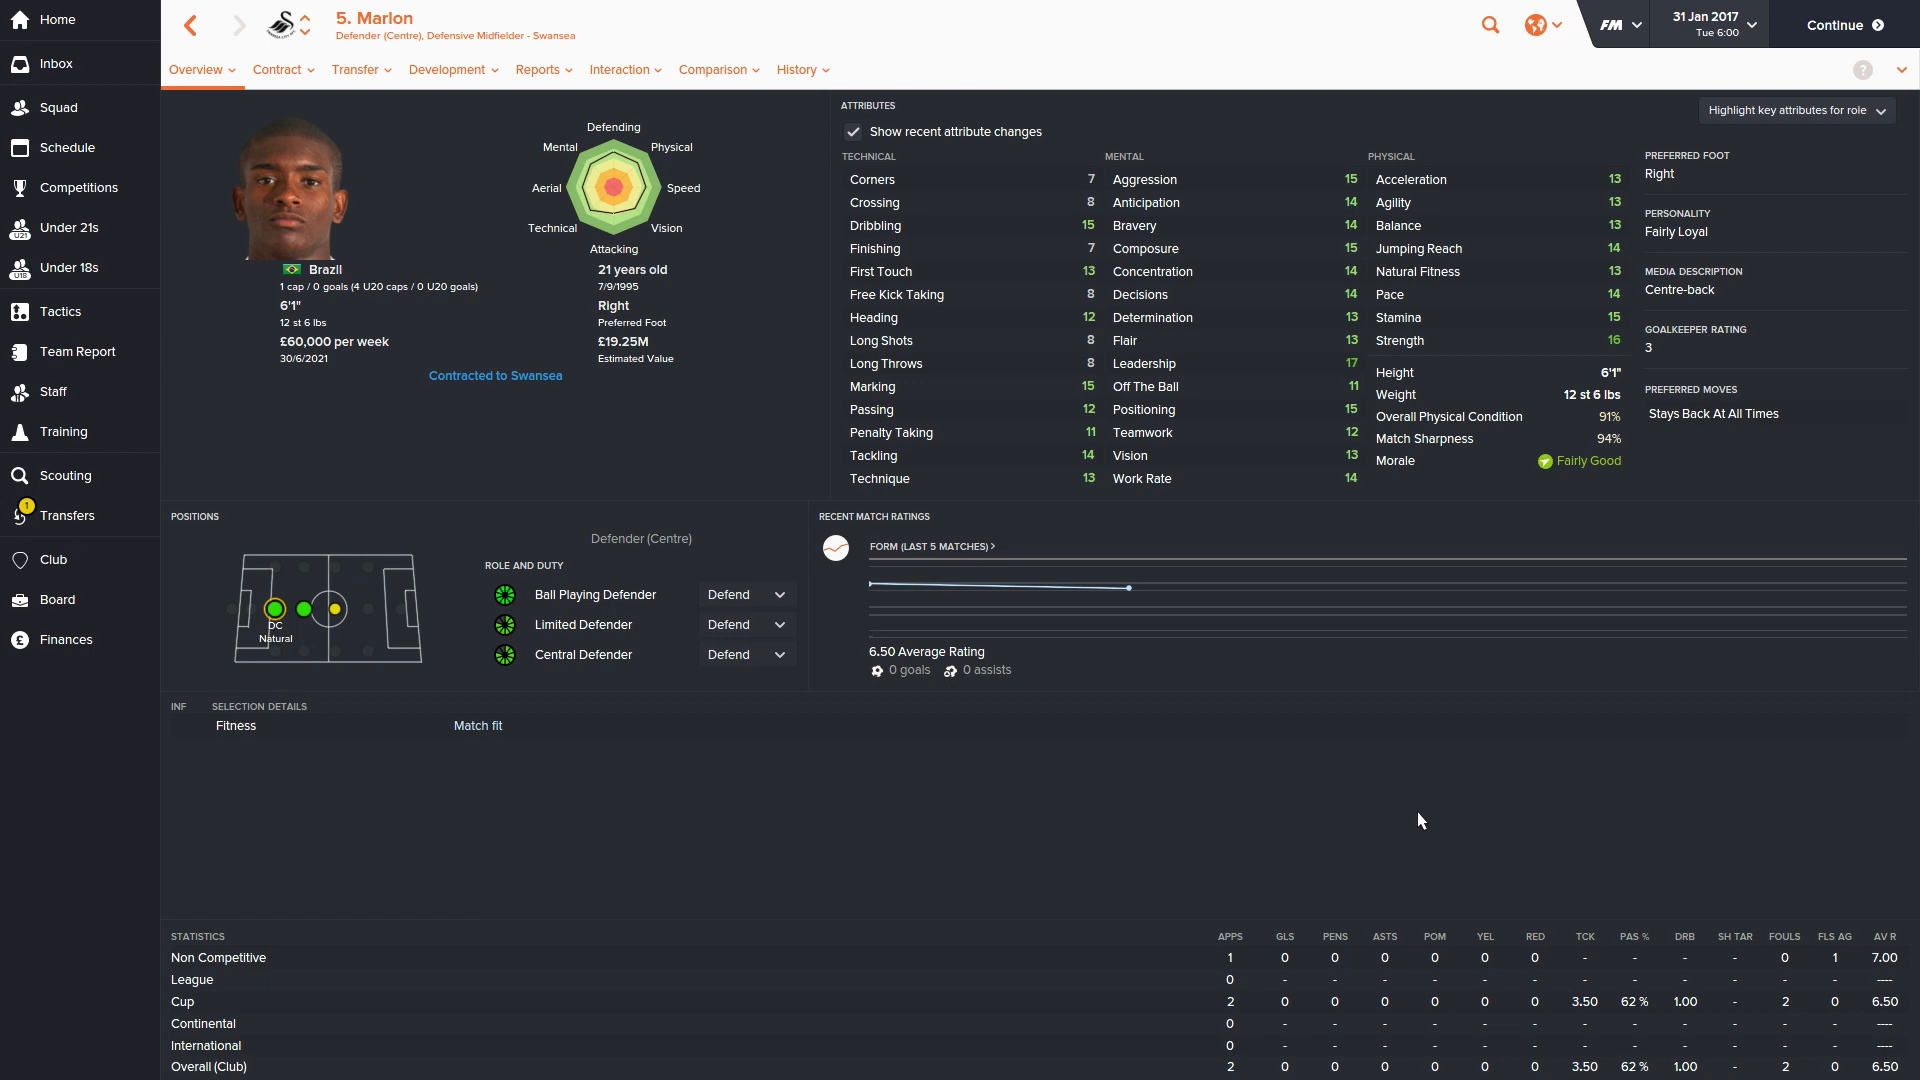 Home
Inbox
Squad
Schedule
Competitions
Under 21s
Under 18s
Tactics
Team Report
Staff
Training
Scouting
1
Transfers
Club
Board
Finances
U21
U18
5. Marlon
Defender (Centre), Defensive Midfielder - Swansea
FM
31 Jan 2017
Tue 6:00
Continue
Overview Contract Transfer Development Reports Interaction Comparison History
?
Defending
Mental Physical
Aerial Speed
Technical Vision
Attacking
Brazil
1 cap / 0 goals (4 U20 caps / 0 U20 goals)
6'1"
12 st 6 lbs
£60,000 per week
30/6/2021
21 years old
7/9/1995
Right
Preferred Foot
£19.25M
Estimated Value
Contracted to Swansea
ATTRIBUTES
Highlight key attributes for role
Show recent attribute changes
TECHNICAL
Corners 7
Crossing 8
Dribbling 15
Finishing 7
First Touch 13
Free Kick Taking 8
Heading 12
Long Shots 8
Long Throws 8
Marking 15
Passing 12
Penalty Taking 11
Tackling 14
Technique 13
MENTAL
Aggression 15
Anticipation 14
Bravery 14
Composure 15
Concentration 14
Decisions 14
Determination 13
Flair 13
Leadership 17
Off The Ball 11
Positioning 15
Teamwork 12
Vision 13
Work Rate 14
PHYSICAL
Acceleration 13
Agility 13
Balance 13
Jumping Reach 14
Natural Fitness 13
Pace 14
Stamina 15
Strength 16
Height 6'1"
Weight 12 st 6 lbs
Overall Physical Condition 91%
Match Sharpness 94%
Morale Fairly Good
PREFERRED FOOT
Right
PERSONALITY
Fairly Loyal
MEDIA DESCRIPTION
Centre-back
GOALKEEPER RATING
3
PREFERRED MOVES
Stays Back At All Times
POSITIONS
DC
Natural
Defender (Centre)
ROLE AND DUTY
Ball Playing Defender Defend
Limited Defender Defend
Central Defender Defend
RECENT MATCH RATINGS
FORM (LAST 5 MATCHES) >
6.50 Average Rating
0 goals 0 assists
INF SELECTION DETAILS
Fitness Match fit
STATISTICS APPS GLS PENS ASTS POM YEL RED TCK PAS % DRB SH TAR FOULS FLS AG AV R
Non Competitive 1 0 0 0 0 0 0 - - - - 0 1 7.00
League 0 - - - - - - - - - - - - ----
Cup 2 0 0 0 0 0 0 3.50 62 % 1.00 - 2 0 6.50
Continental 0 - - - - - - - - - - - - ----
International 0 - - - - - - - - - - - - ----
Overall (Club) 2 0 0 0 0 0 0 3.50 62 % 1.00 - 2 0 6.50